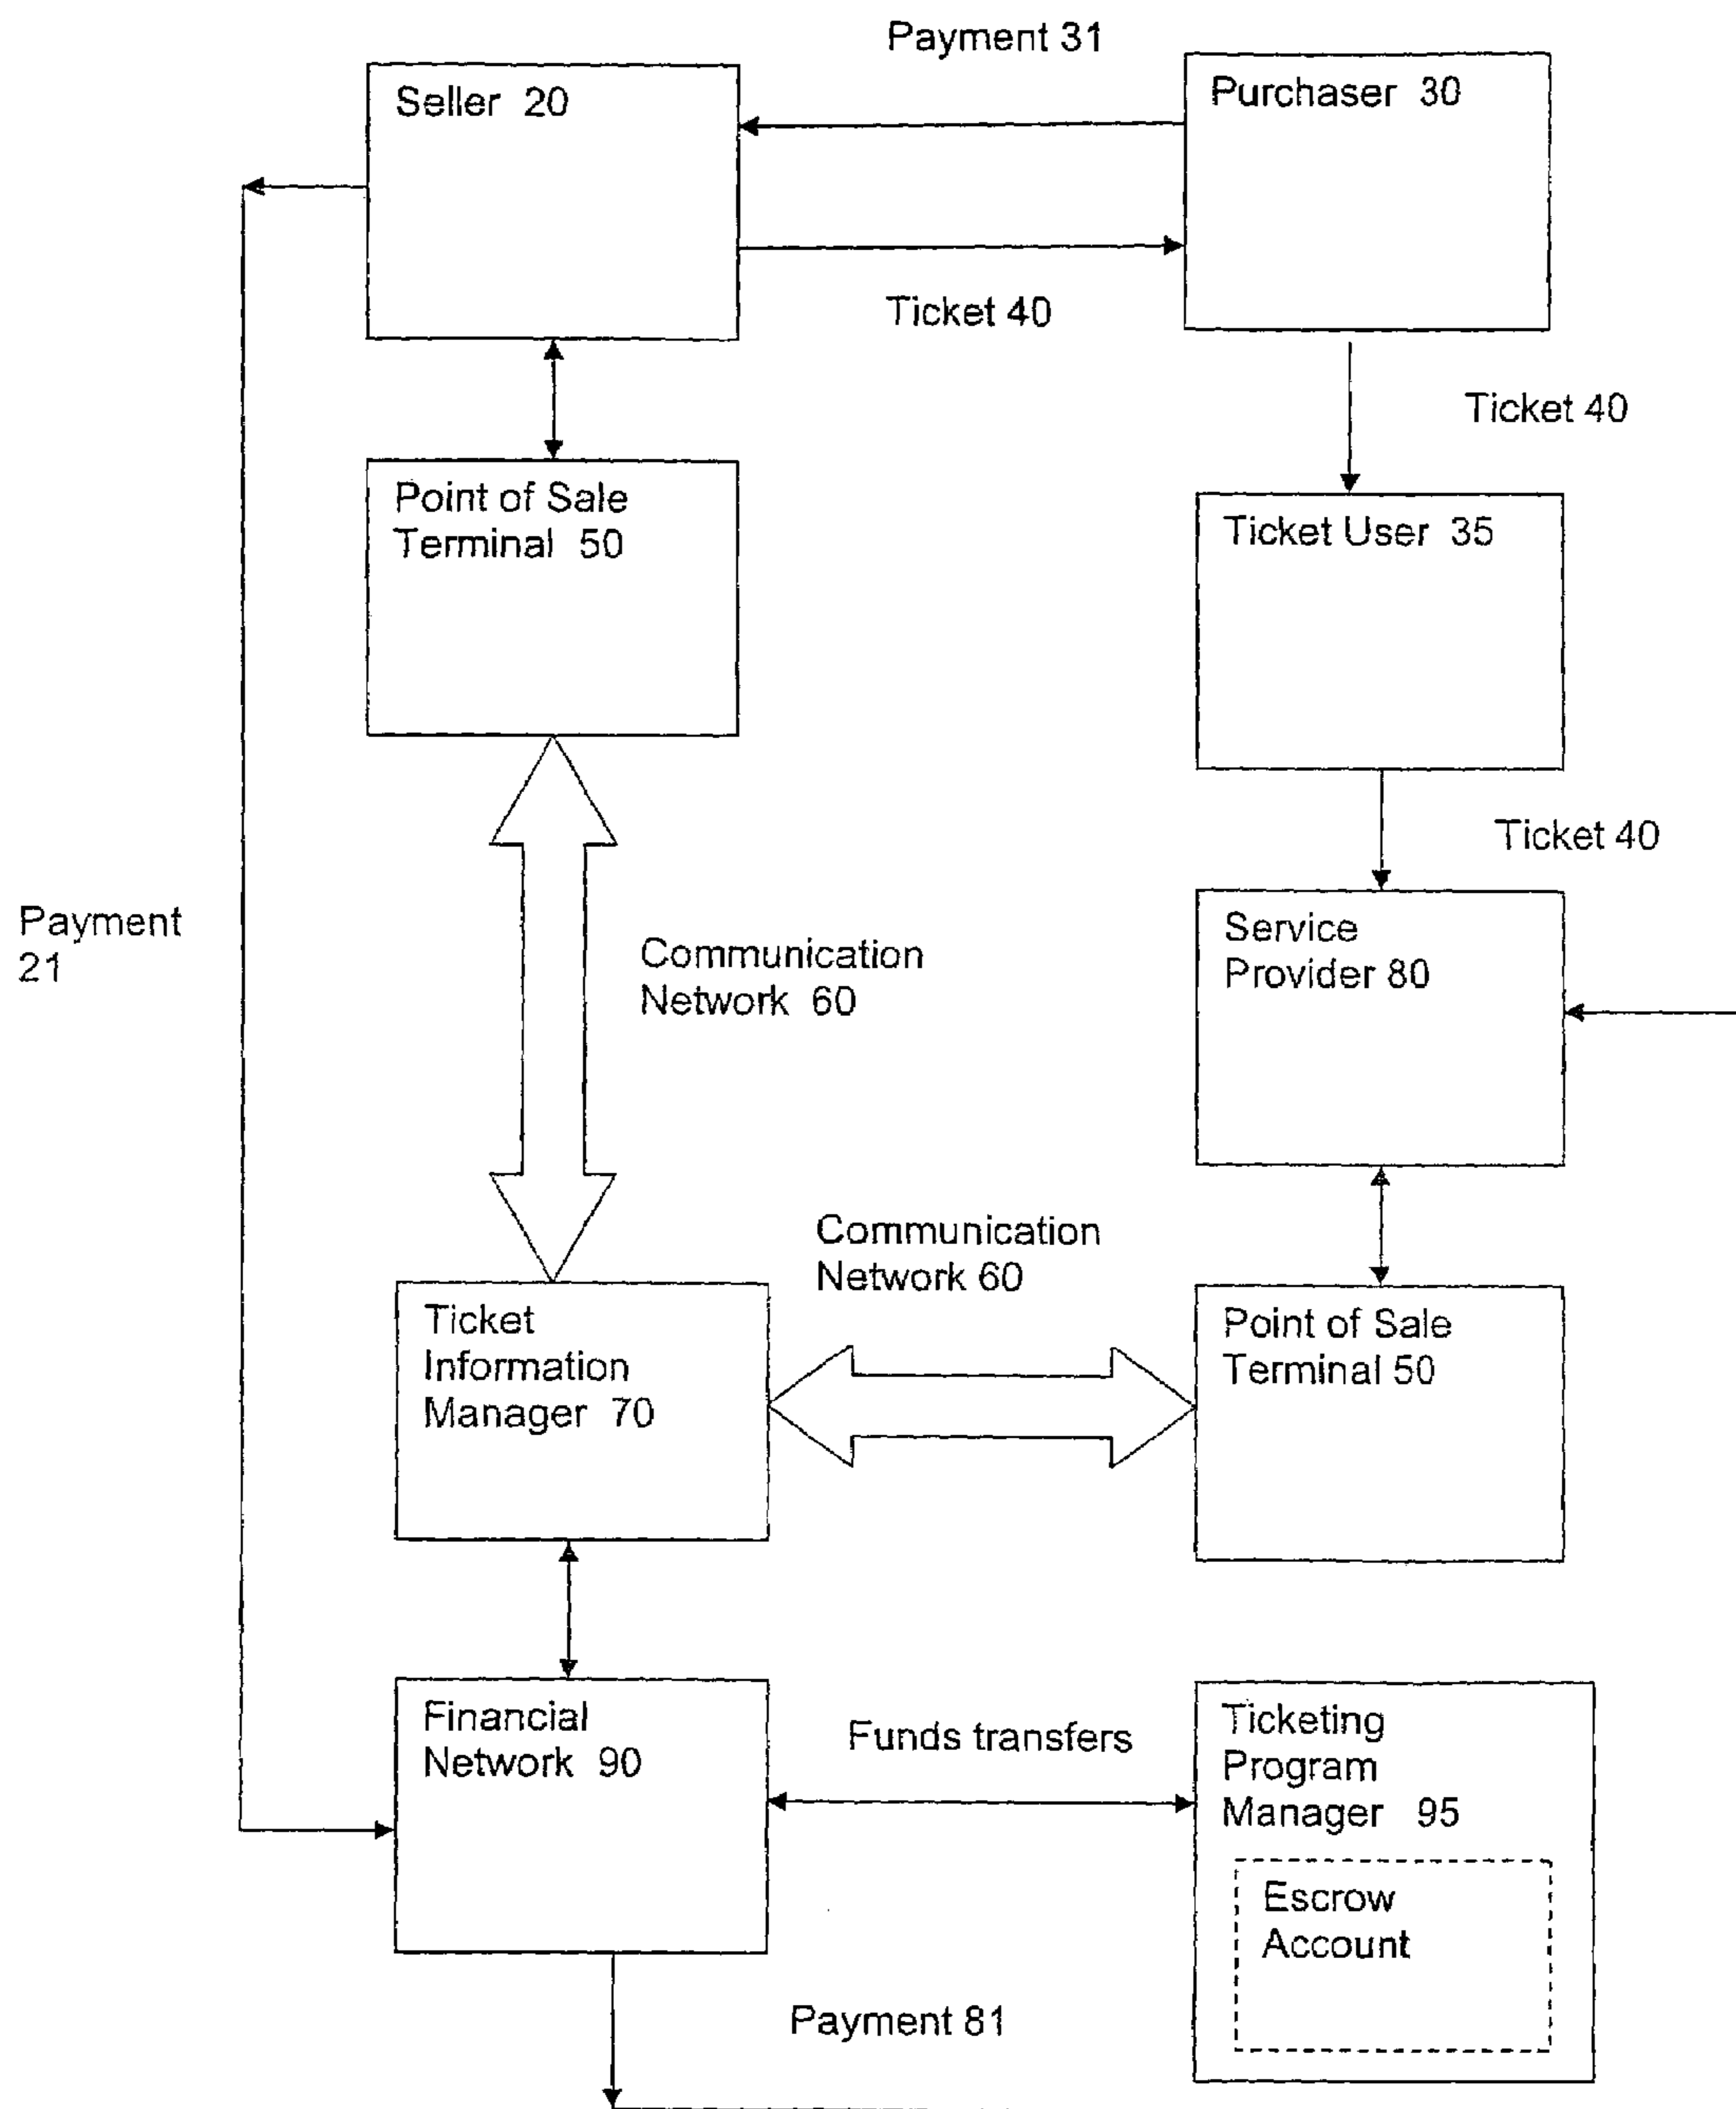 Payment 31
Seller 20
Purchaser 30
Ticket 40
Ticket 40
Point of Sale
Terminal 50
Ticket User 35
Ticket 40
Payment
21
Communication
Network 60
Service
Provider 80
Communication
Network 60
Ticket
Information
Manager 70
Point of Sale
Terminal 50
Financial
Network 90
Funds transfers
Ticketing
Program
Manager 95
Escrow
Account
Payment 81